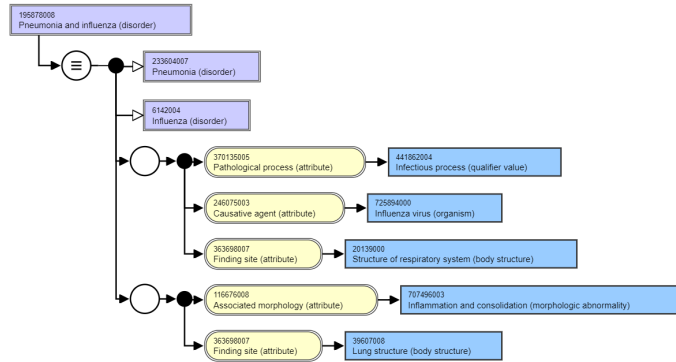 195878008
Pneumonia and influenza (disorder)
233604007
Pneumonia (disorder)
6142004
Influenza (disorder)
370135005
Pathological process (attribute)
441862004
Infectious process (qualifier value)
246075003
Causative agent (attribute)
725894000
Influenza virus (organism)
363698007
Finding site (attribute)
20139000
Structure of respiratory system (body structure)
116676008
Associated morphology (attribute)
707496003
Inflammation and consolidation (morphologic abnormality)
363698007
Finding site (attribute)
39607008
Lung structure (body structure)